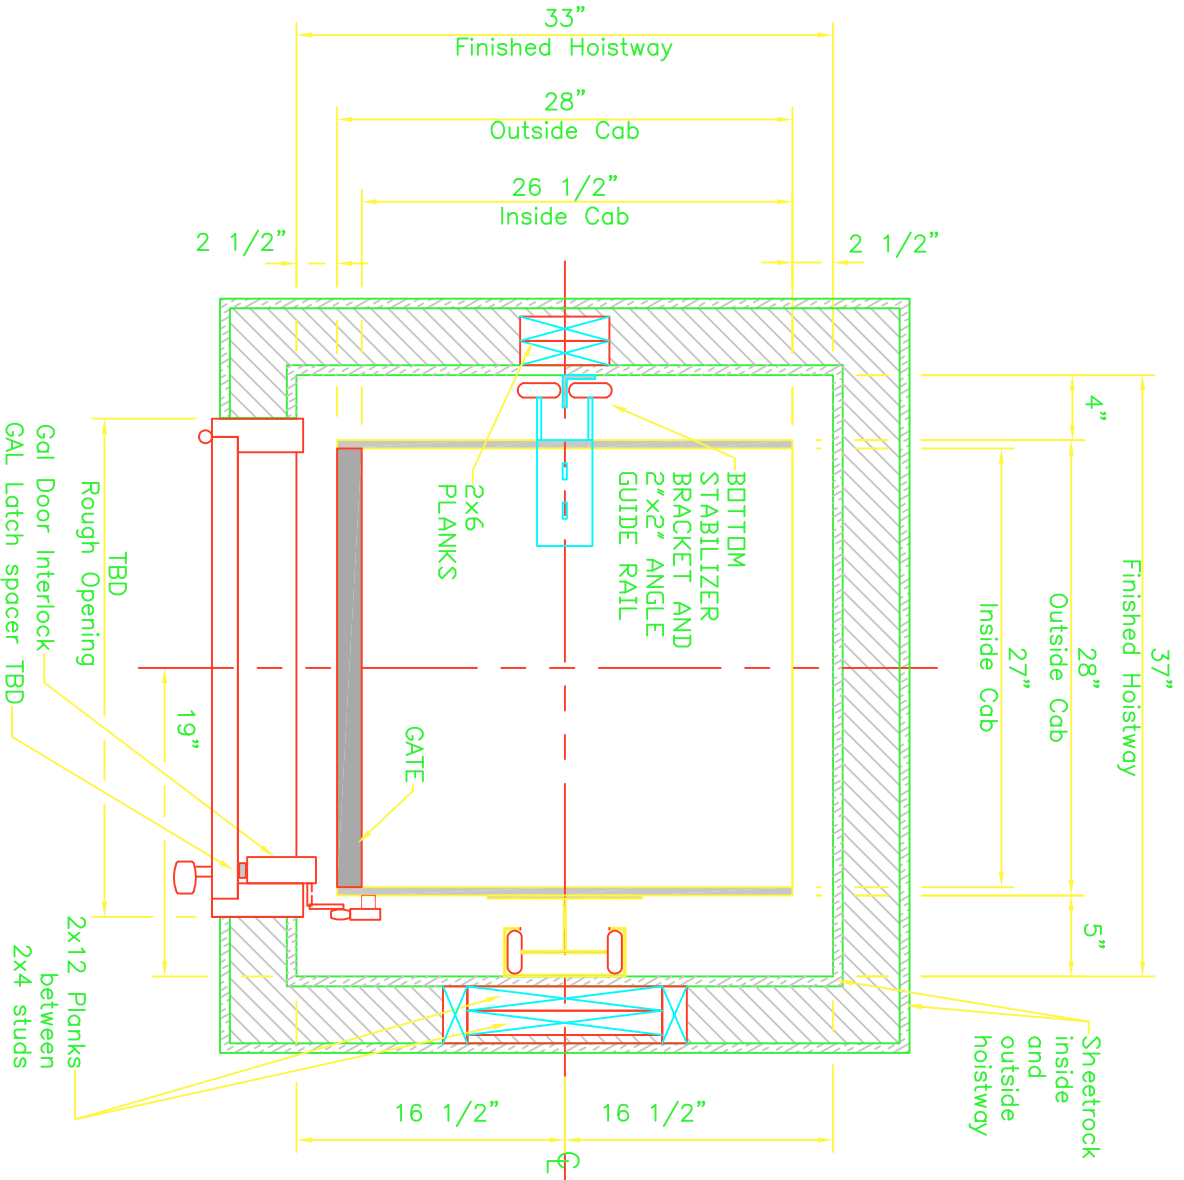 33"
Finished Hoistway
28"
Outside Cab
26 1/2"
Inside Cab
2 1/2"
2 1/2"
4"
37"
Finished Hoistway
28"
Outside Cab
27"
Inside Cab
5"
BOTTOM
STABILIZER
BRACKET AND
2"x2" ANGLE
GUIDE RAIL
2x6
PLANKS
GATE
TBD
Rough Opening
19"
Gal Door Interlock
GAL Latch spacer TBD
2x12 Planks
between
2x4 studs
Sheetrock
inside
and
outside
hoistway
16 1/2"
16 1/2"
CL